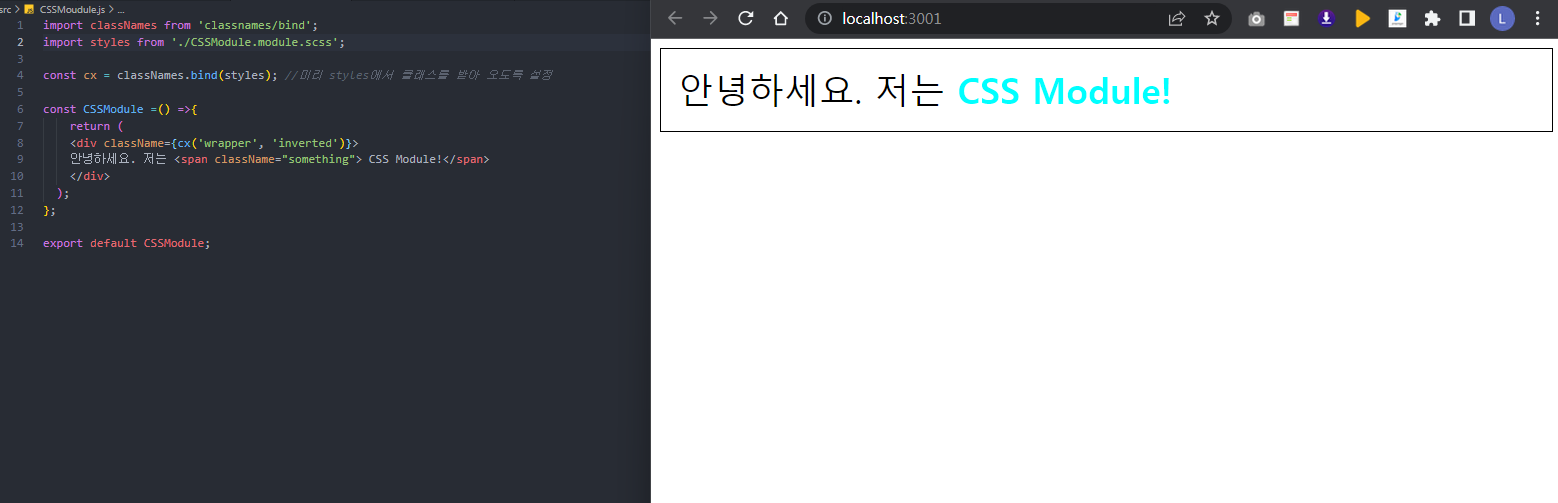 src > CSSMoudule.js > ...
1 import classNames from 'classnames/bind';
2 import styles from './CSSModule.module.scss';
3
4 const cx = classNames.bind(styles); //미리 styles에서 클래스를 받아 오도록 설정
5
6 const CSSModule =() =>{
7 return (
8 <div className={cx('wrapper', 'inverted')}>
9 안녕하세요. 저는 <span className="something"> CSS Module!</span>
10 </div>
11 );
12 };
13
14 export default CSSModule;
localhost:3001
L
안녕하세요. 저는 CSS Module!